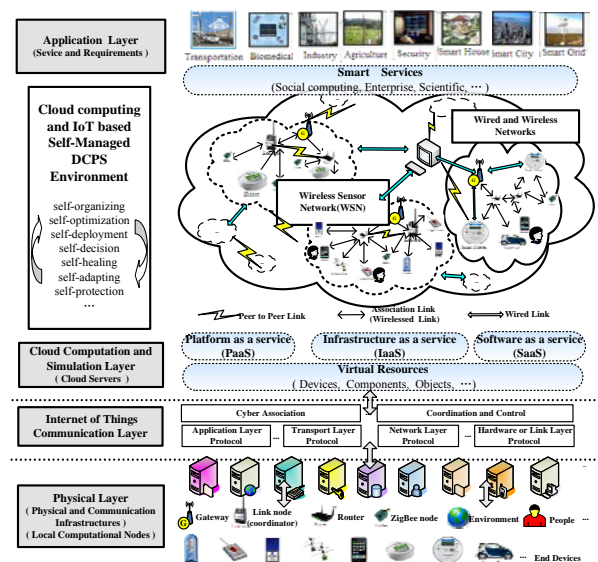 Application Layer
(Sevice and Requirements )
Transportation Biomedical Industry Agriculture Security Smart House Smart City Smart Grid
Smart Services
(Social computing, Enterprise, Scientific, ··· )
Cloud computing
and IoT based
Self-Managed
DCPS
Environment
self-organizing
self-optimization
self-deployment
self-decision
self-healing
self-adapting
self-protection
...
Wired and Wireless
Networks
G
G
Wireless Sensor
Network(WSN)
G
Peer to Peer Link
Association Link
(Wirelessed Link)
Wired Link
Cloud Computation and
Simulation Layer
( Cloud Servers )
Platform as a service
(PaaS)
Infrastructure as a service
(IaaS)
Software as a service
(SaaS)
Virtual Resources
( Devices, Components, Objects, ···)
Internet of Things
Communication Layer
Cyber Association
Coordination and Control
Application Layer
Protocol
...
Transport Layer
Protocol
Network Layer
Protocol
...
Hardware or Link Layer
Protocol
Physical Layer
( Physical and Communication
Infrastructures )
( Local Computational Nodes )
...
G
Gateway
Link node
(coordinator)
Router
ZigBee node
Environment
People ...
... End Devices